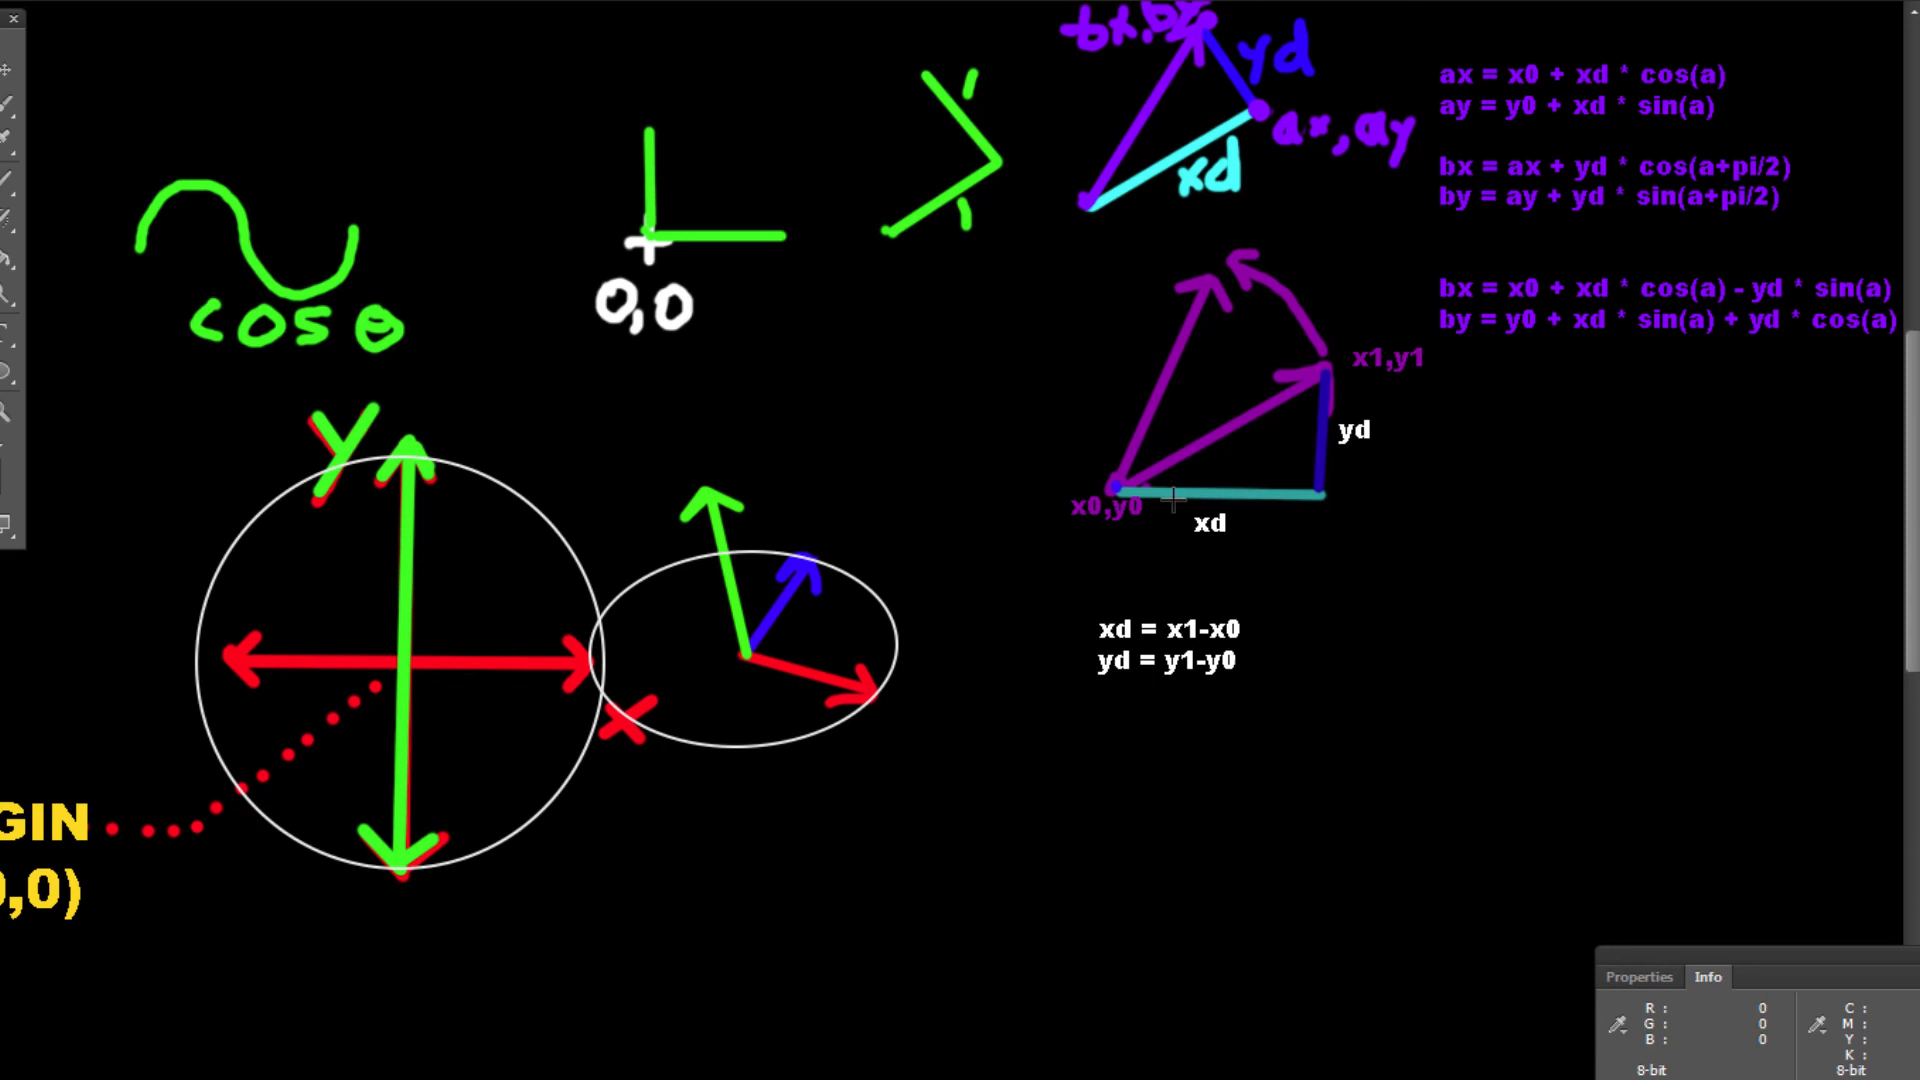 bx,by
yd
ax = x0 + xd * cos(a)
ay = y0 + xd * sin(a)
ax, ay
xd
bx = ax + yd * cos(a+pi/2)
by = ay + yd * sin(a+pi/2)
bx = x0 + xd * cos(a) - yd * sin(a)
by = y0 + xd * sin(a) + yd * cos(a)
cos θ
0,0
x1,y1
yd
x0,y0
xd
y
x
xd = x1-x0
yd = y1-y0
GIN
0,0)
Properties
Info
R : 0
G : 0
B : 0
8-bit
C :
M :
Y :
K :
8-bit